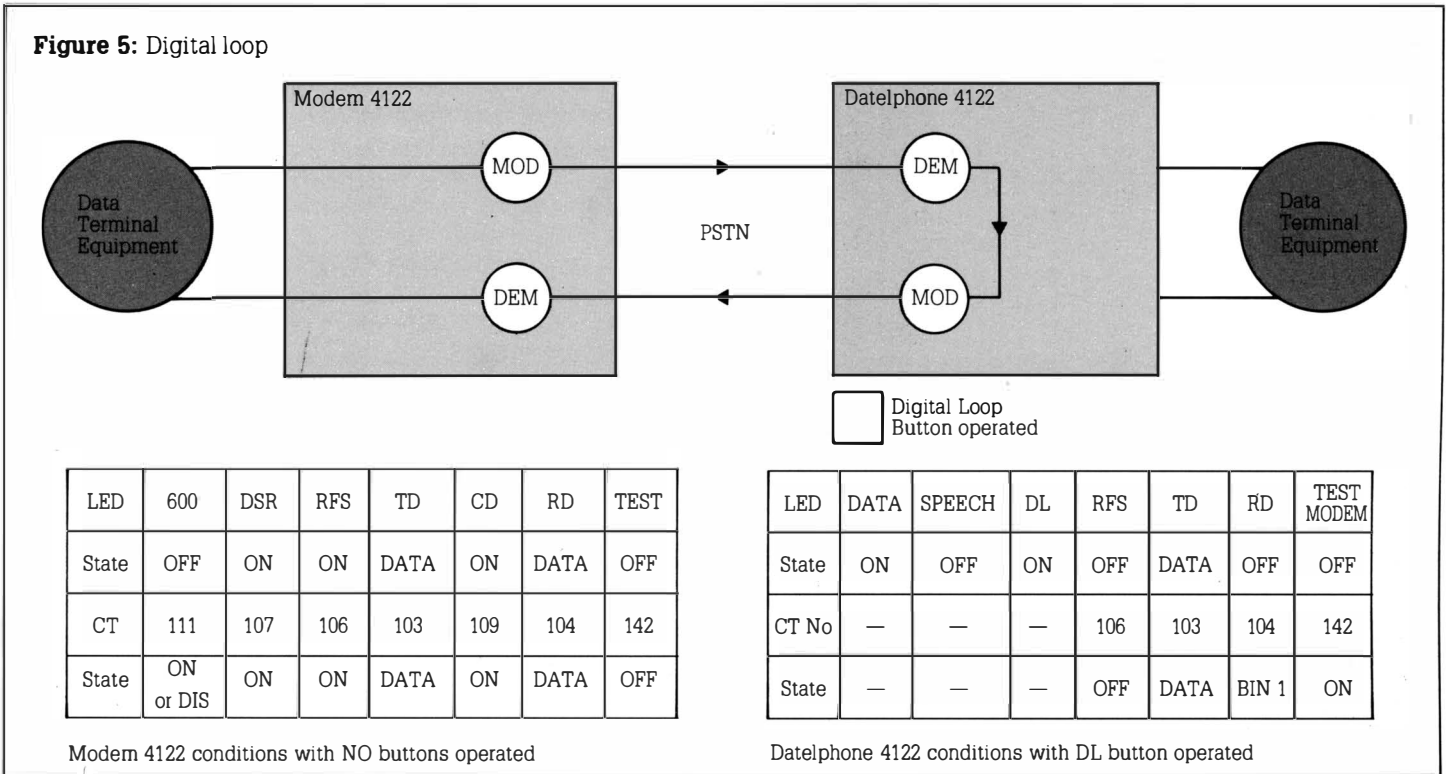 Figure 5: Digital loop
Modem 4122
Datelphone 4122
MOD
DEM
Data
Terminal
Equipment
PSTN
Data
Terminal
Equipment
DEM
MOD
Digital Loop
Button operated
LED 600 DSR RFS TD CD RD TEST
State OFF ON ON DATA ON DATA OFF
CT 111 107 106 103 109 104 142
State ON or DIS ON ON DATA ON DATA OFF
Modem 4122 conditions with NO buttons operated
LED DATA SPEECH DL RFS TD RD TEST MODEM
State ON OFF ON OFF DATA OFF OFF
CT No — — — 106 103 104 142
State — — — OFF DATA BIN 1 ON
Datelphone 4122 conditions with DL button operated